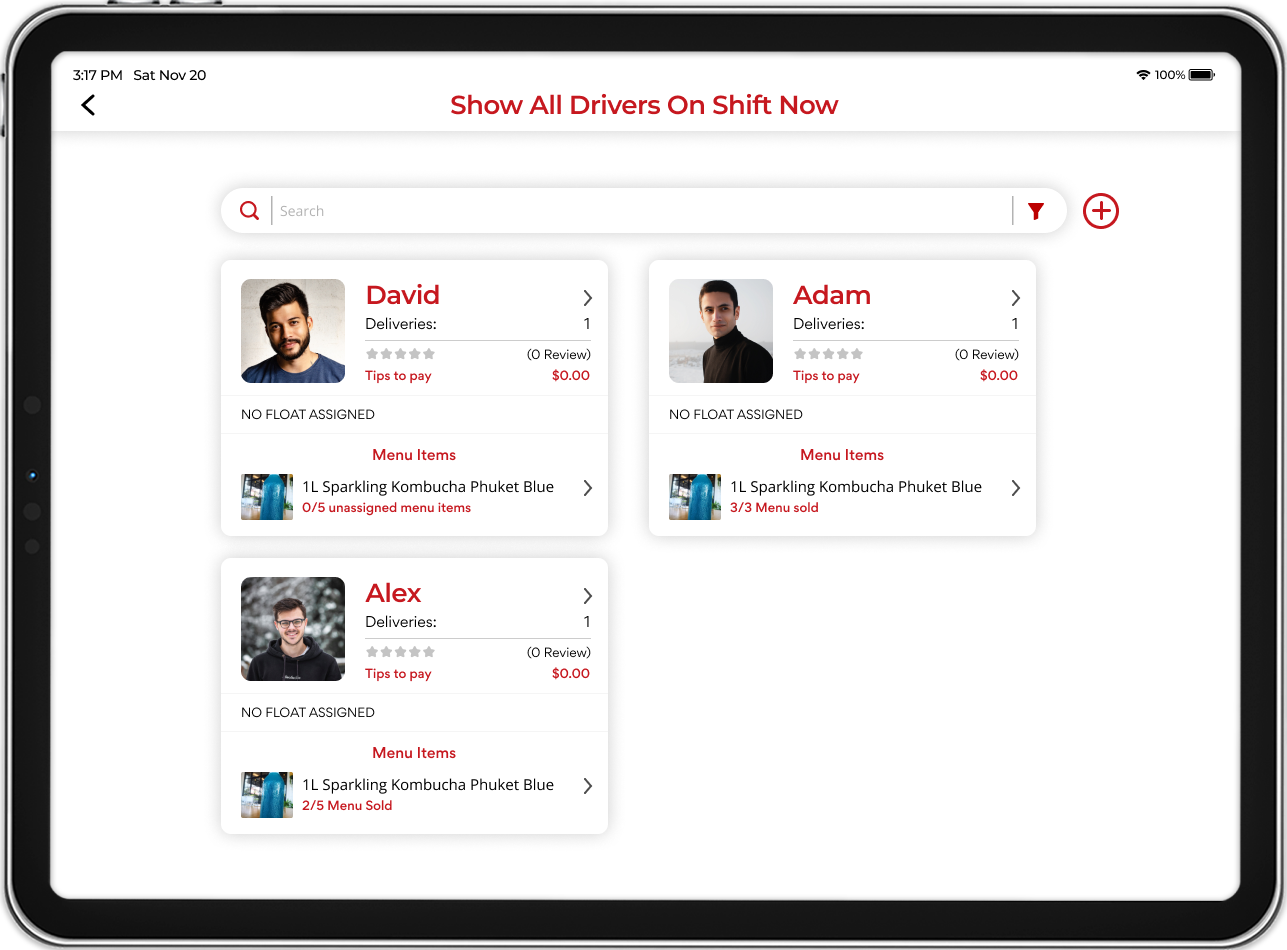 3:17 PM Sat Nov 20
100%
Show All Drivers On Shift Now
Search
David
Deliveries: 1
(0 Review)
Tips to pay $0.00
NO FLOAT ASSIGNED
Menu Items
1L Sparkling Kombucha Phuket Blue
0/5 unassigned menu items
Adam
Deliveries: 1
(0 Review)
Tips to pay $0.00
NO FLOAT ASSIGNED
Menu Items
1L Sparkling Kombucha Phuket Blue
3/3 Menu sold
Alex
Deliveries: 1
(0 Review)
Tips to pay $0.00
NO FLOAT ASSIGNED
Menu Items
1L Sparkling Kombucha Phuket Blue
2/5 Menu Sold